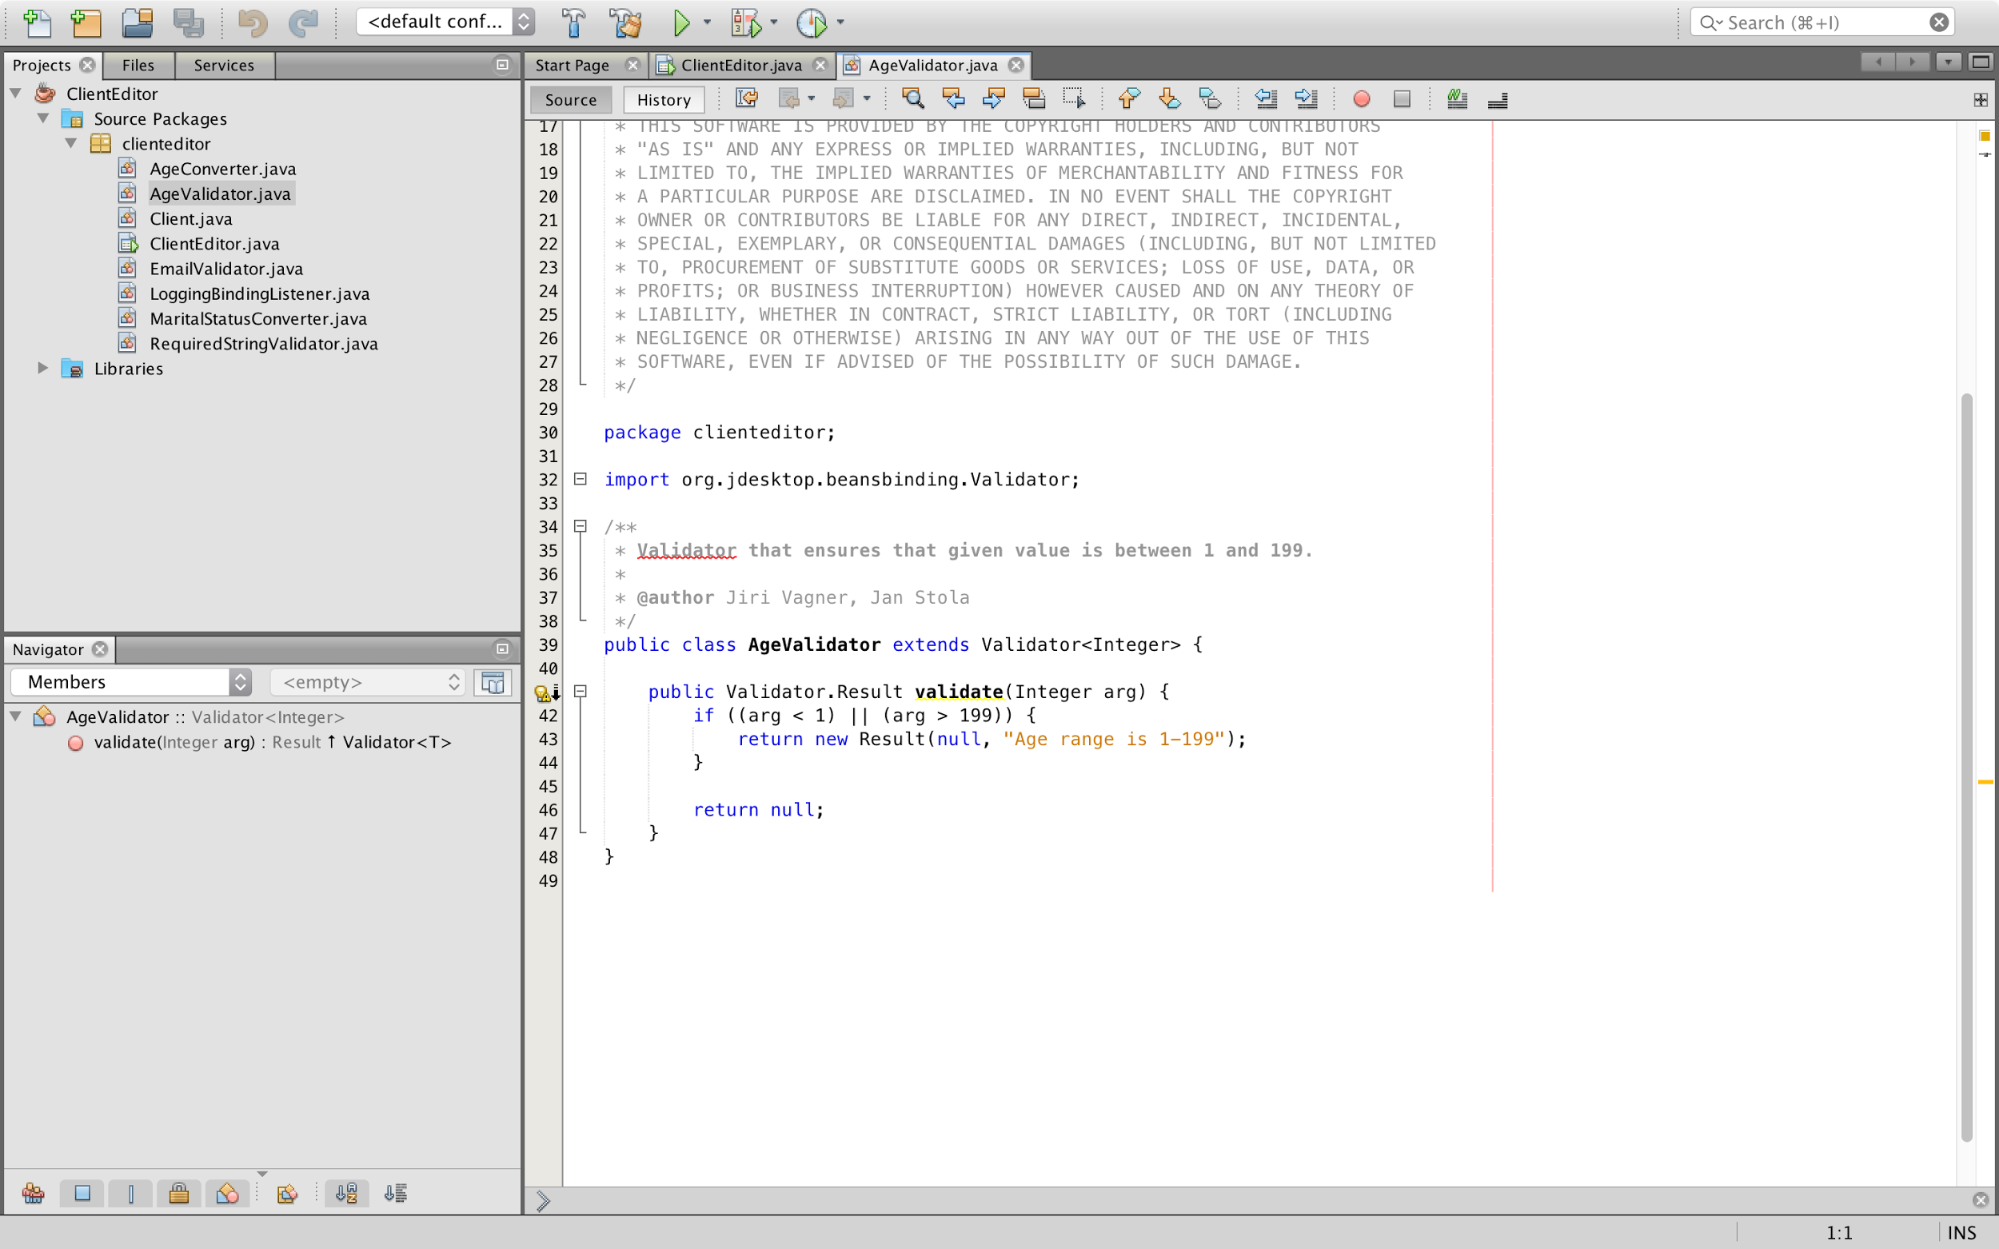 <default conf...
Search (⌘+I)
Projects
Files
Services
ClientEditor
Source Packages
clienteditor
AgeConverter.java
AgeValidator.java
Client.java
ClientEditor.java
EmailValidator.java
LoggingBindingListener.java
MaritalStatusConverter.java
RequiredStringValidator.java
Libraries
Navigator
Members
<empty>
AgeValidator :: Validator<Integer>
validate(Integer arg) : Result ↑ Validator<T>
Start Page
ClientEditor.java
AgeValidator.java
Source
History
17 * THIS SOFTWARE IS PROVIDED BY THE COPYRIGHT HOLDERS AND CONTRIBUTORS
18 * "AS IS" AND ANY EXPRESS OR IMPLIED WARRANTIES, INCLUDING, BUT NOT
19 * LIMITED TO, THE IMPLIED WARRANTIES OF MERCHANTABILITY AND FITNESS FOR
20 * A PARTICULAR PURPOSE ARE DISCLAIMED. IN NO EVENT SHALL THE COPYRIGHT
21 * OWNER OR CONTRIBUTORS BE LIABLE FOR ANY DIRECT, INDIRECT, INCIDENTAL,
22 * SPECIAL, EXEMPLARY, OR CONSEQUENTIAL DAMAGES (INCLUDING, BUT NOT LIMITED
23 * TO, PROCUREMENT OF SUBSTITUTE GOODS OR SERVICES; LOSS OF USE, DATA, OR
24 * PROFITS; OR BUSINESS INTERRUPTION) HOWEVER CAUSED AND ON ANY THEORY OF
25 * LIABILITY, WHETHER IN CONTRACT, STRICT LIABILITY, OR TORT (INCLUDING
26 * NEGLIGENCE OR OTHERWISE) ARISING IN ANY WAY OUT OF THE USE OF THIS
27 * SOFTWARE, EVEN IF ADVISED OF THE POSSIBILITY OF SUCH DAMAGE.
28 */
29
30 package clienteditor;
31
32 import org.jdesktop.beansbinding.Validator;
33
34 /**
35 * Validator that ensures that given value is between 1 and 199.
36 *
37 * @author Jiri Vagner, Jan Stola
38 */
39 public class AgeValidator extends Validator<Integer> {
40
public Validator.Result validate(Integer arg) {
42 if ((arg < 1) || (arg > 199)) {
43 return new Result(null, "Age range is 1-199");
44 }
45
46 return null;
47 }
48 }
49
1:1
INS